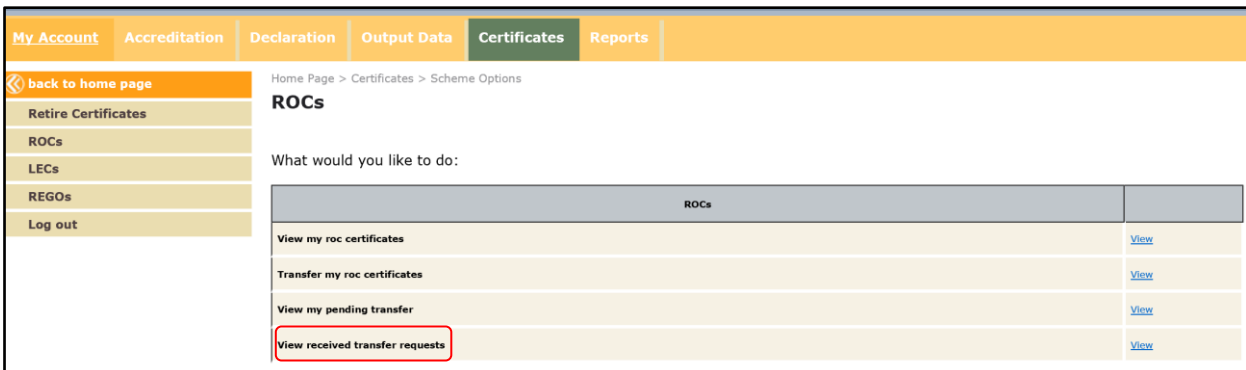 My Account Accreditation Declaration Output Data Certificates Reports
back to home page
Retire Certificates
ROCs
LECs
REGOs
Log out
Home Page > Certificates > Scheme Options
ROCs
What would you like to do:
ROCs
View my roc certificates View
Transfer my roc certificates View
View my pending transfer View
View received transfer requests View